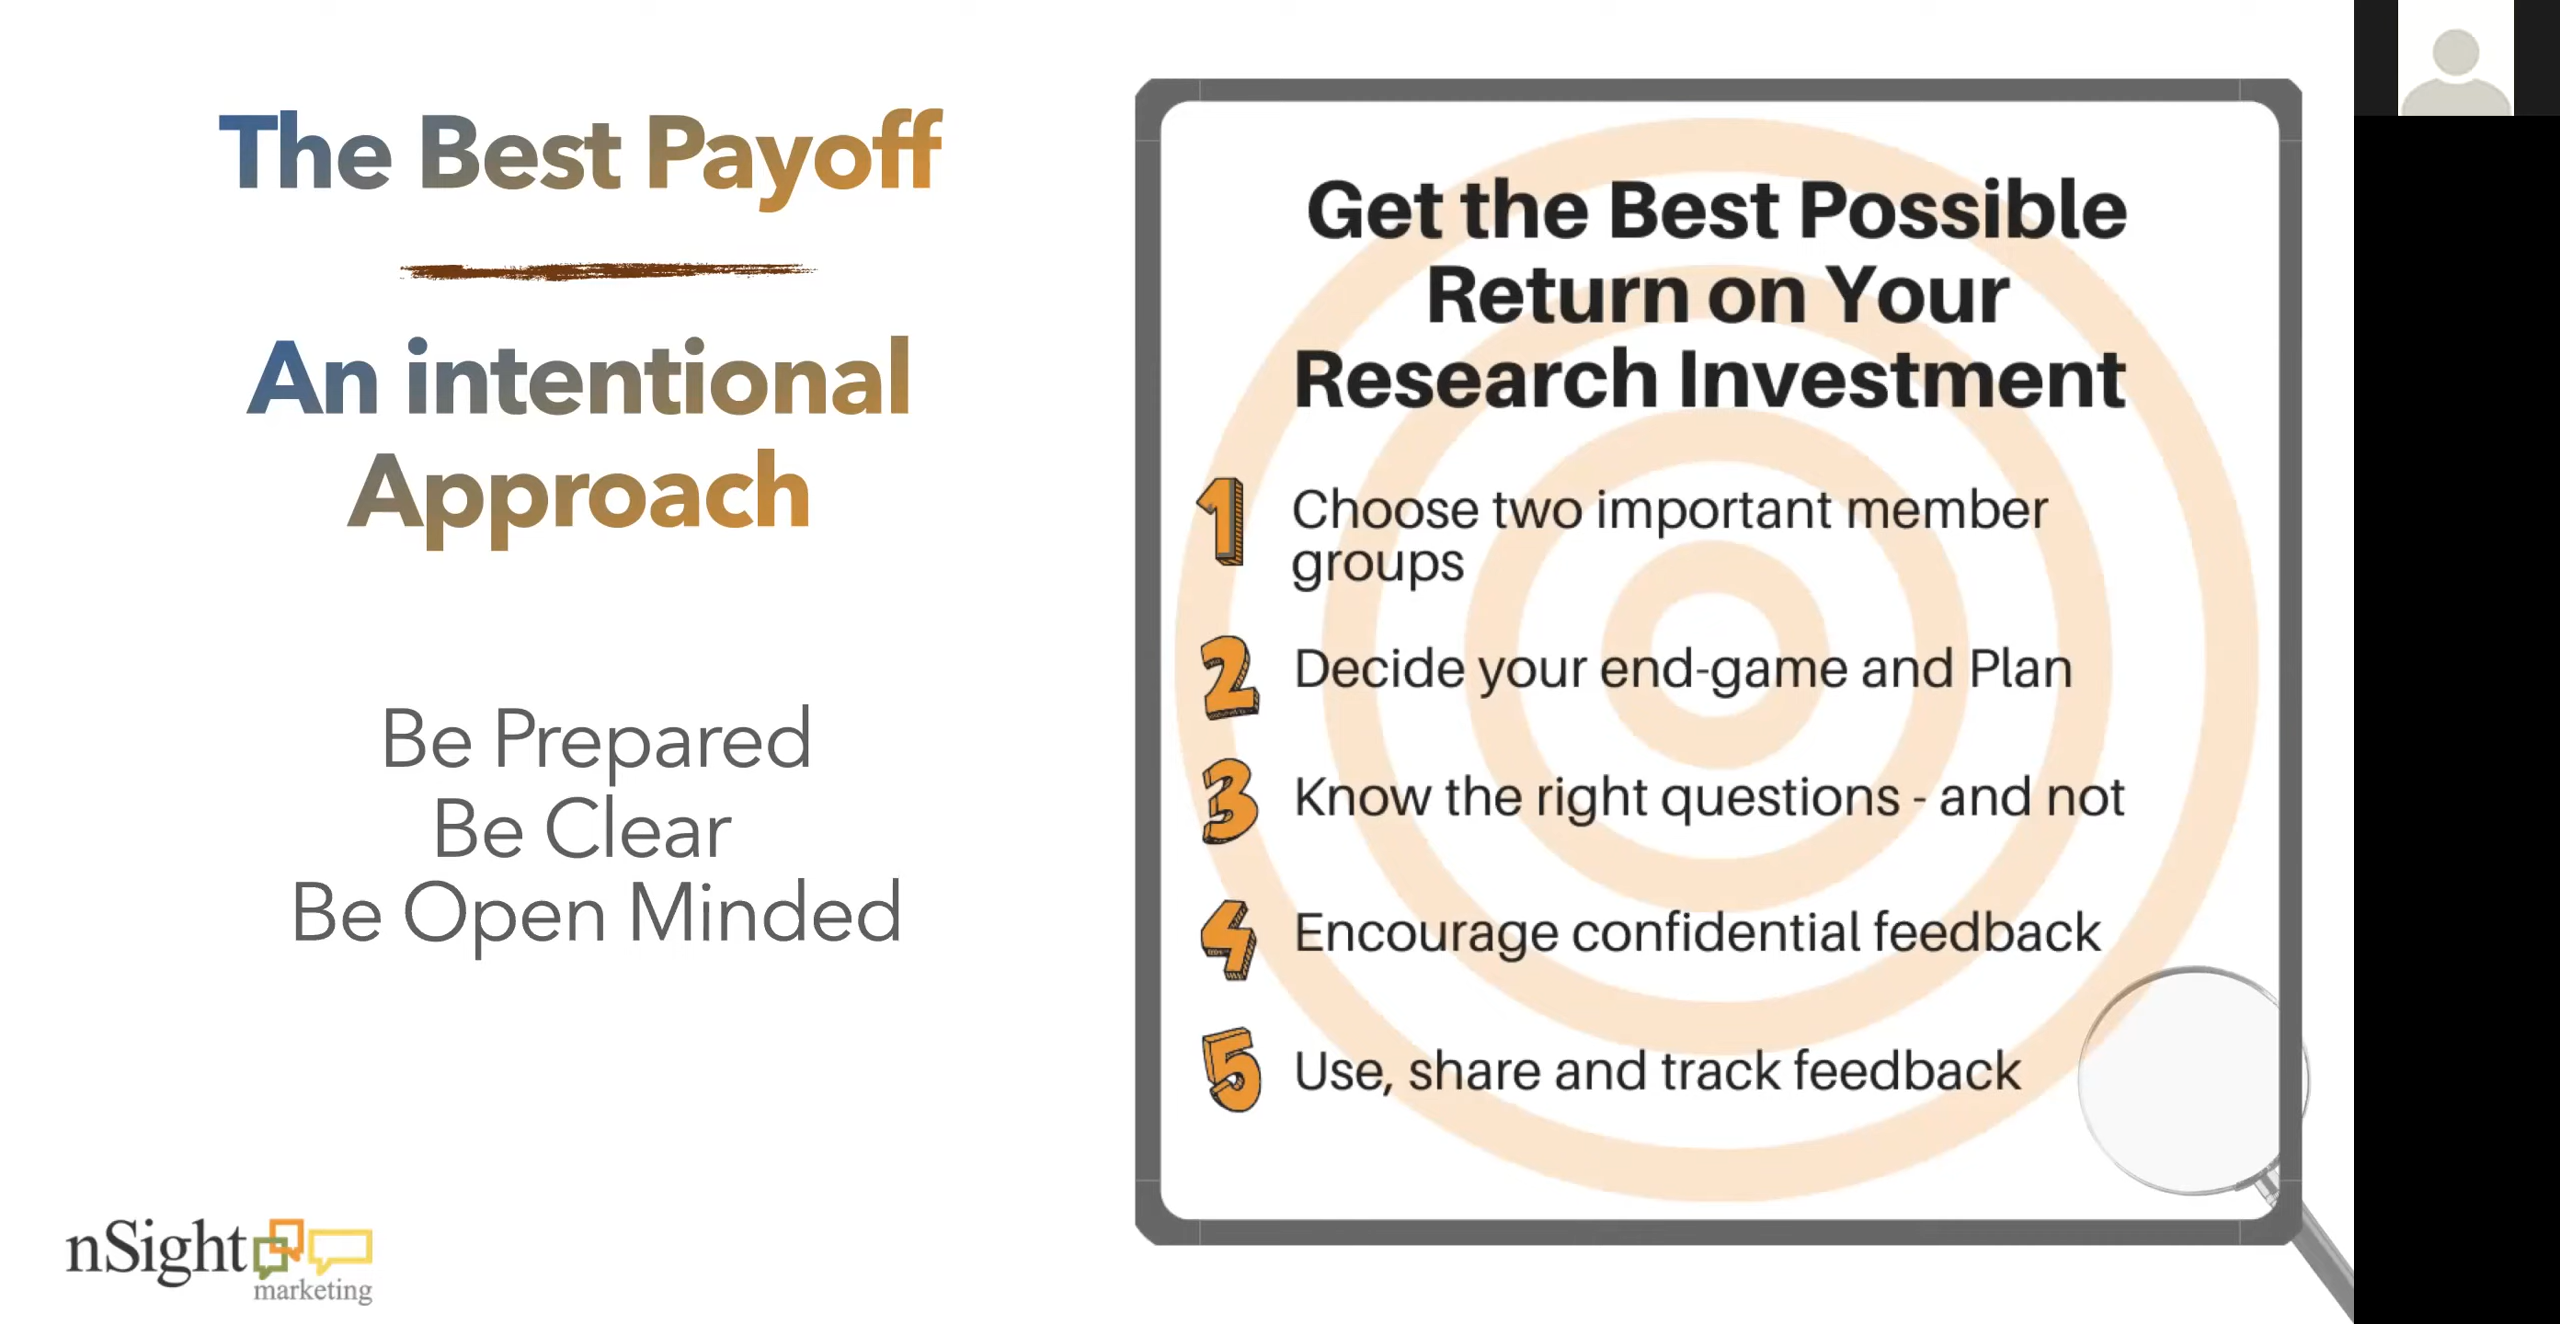 The Best Payoff
An intentional
Approach
Be Prepared
Be Clear
Be Open Minded
nSight
marketing
Get the Best Possible
Return on Your
Research Investment
1 Choose two important member
groups
2 Decide your end-game and Plan
3 Know the right questions - and not
4 Encourage confidential feedback
5 Use, share and track feedback